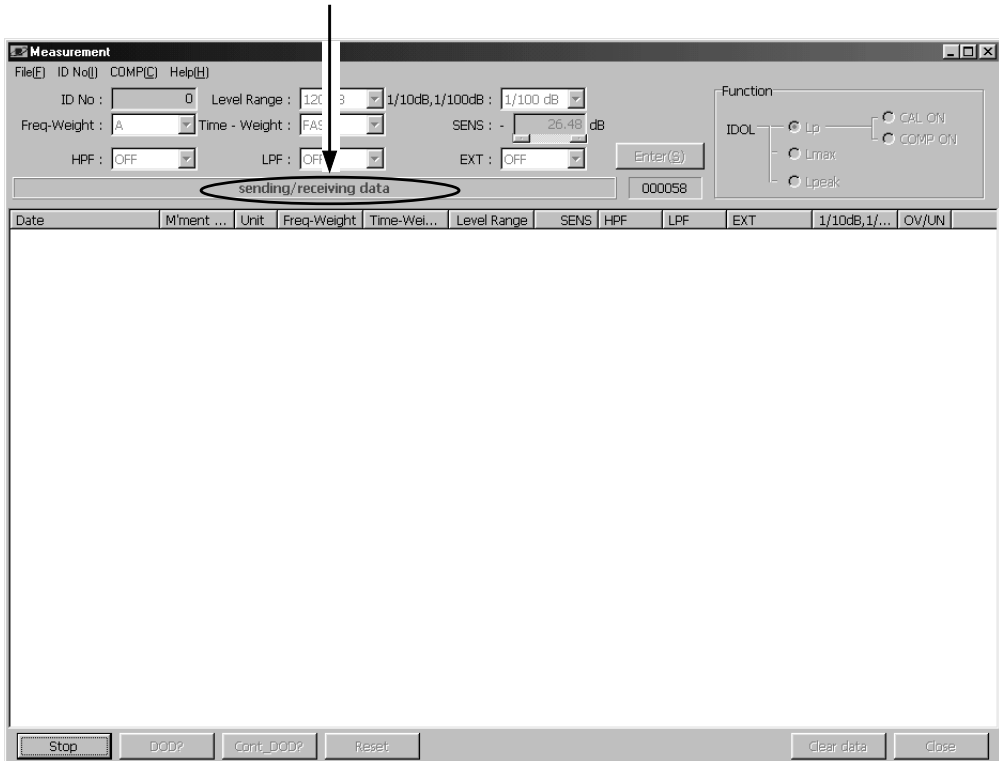 Measurement
File(F) ID No(I) COMP(C) Help(H)
ID No : 0 Level Range : 1/10dB,1/100dB : 1/100 dB
Function
Freq-Weight : A Time - Weight : SENS : - 26.48 dB
IDOL Lp CAL ON
COMP ON
HPF : OFF LPF : EXT : OFF Enter(S)
Lmax
sending/receiving data 000058
Lpeak
Date M'ment ... Unit Freq-Weight Time-Wei... Level Range SENS HPF LPF EXT 1/10dB,1/... OV/UN
Stop DOD? Cont_DOD? Reset Clear data Close